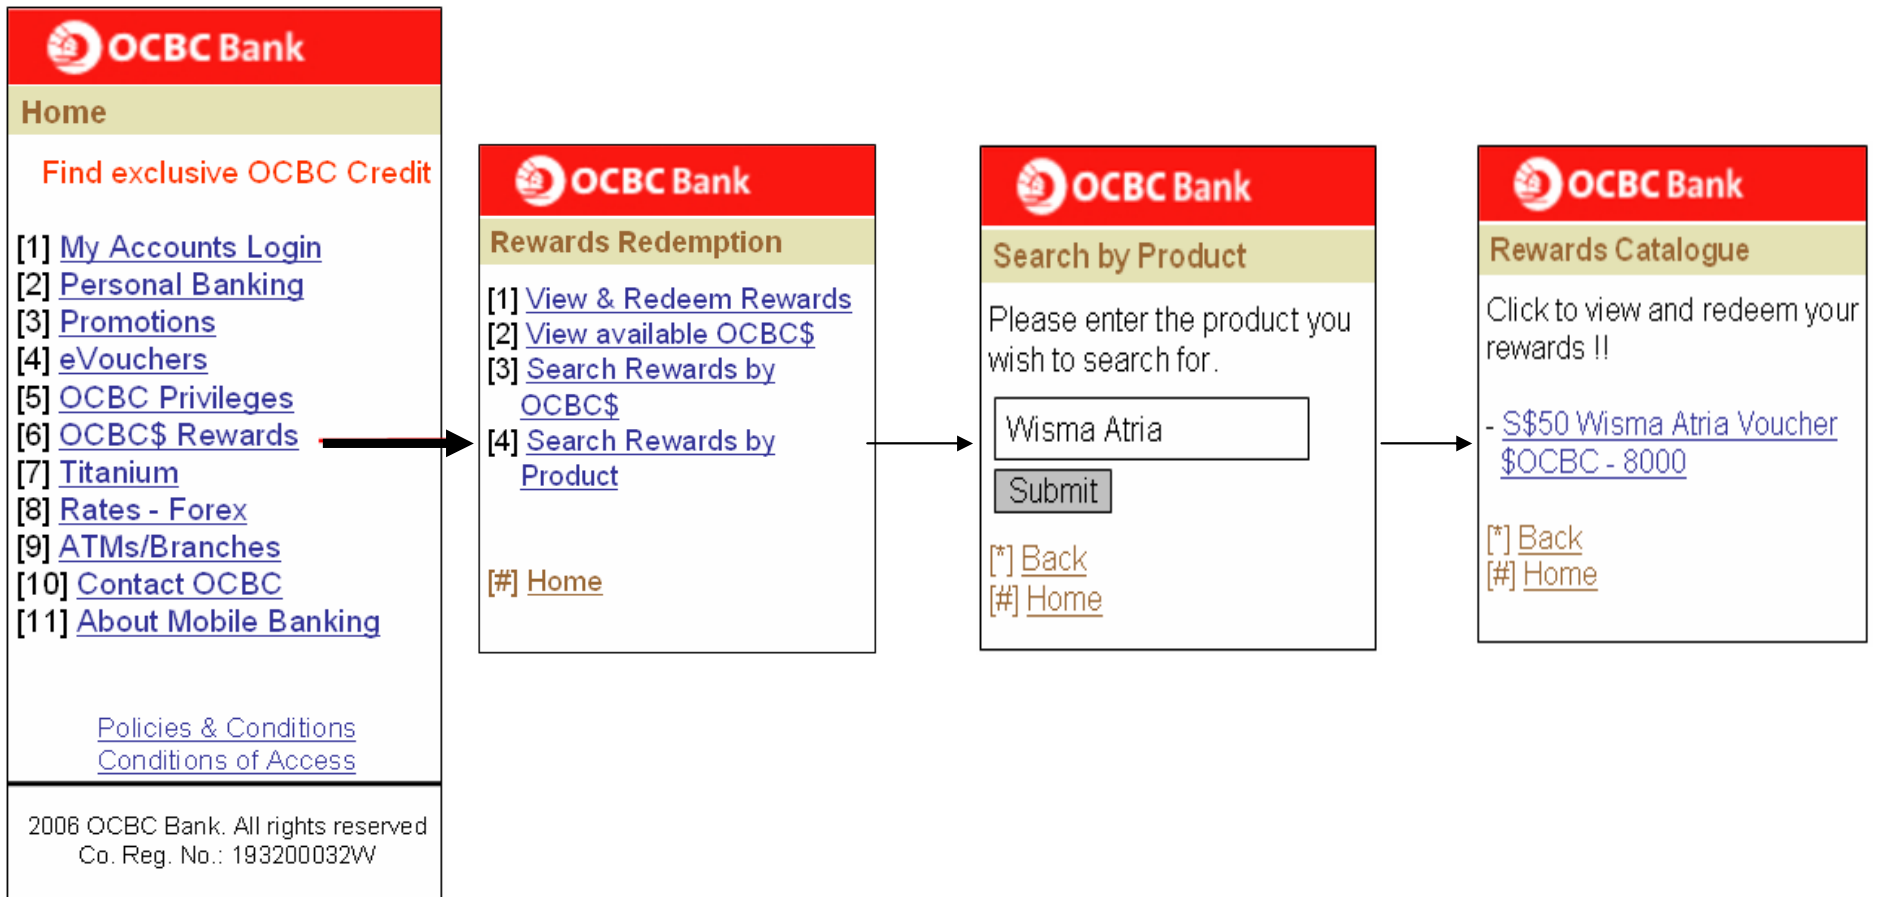 OCBC Bank
Home
Find exclusive OCBC Credit
[1] My Accounts Login
[2] Personal Banking
[3] Promotions
[4] eVouchers
[5] OCBC Privileges
[6] OCBC$ Rewards
[7] Titanium
[8] Rates - Forex
[9] ATMs/Branches
[10] Contact OCBC
[11] About Mobile Banking
Policies & Conditions
Conditions of Access
2006 OCBC Bank. All rights reserved
Co. Reg. No.: 193200032W
OCBC Bank
Rewards Redemption
[1] View & Redeem Rewards
[2] View available OCBC$
[3] Search Rewards by
OCBC$
[4] Search Rewards by
Product
[#] Home
OCBC Bank
Search by Product
Please enter the product you
wish to search for.
Wisma Atria
Submit
[*] Back
[#] Home
OCBC Bank
Rewards Catalogue
Click to view and redeem your
rewards !!
- S$50 Wisma Atria Voucher
$OCBC - 8000
[*] Back
[#] Home